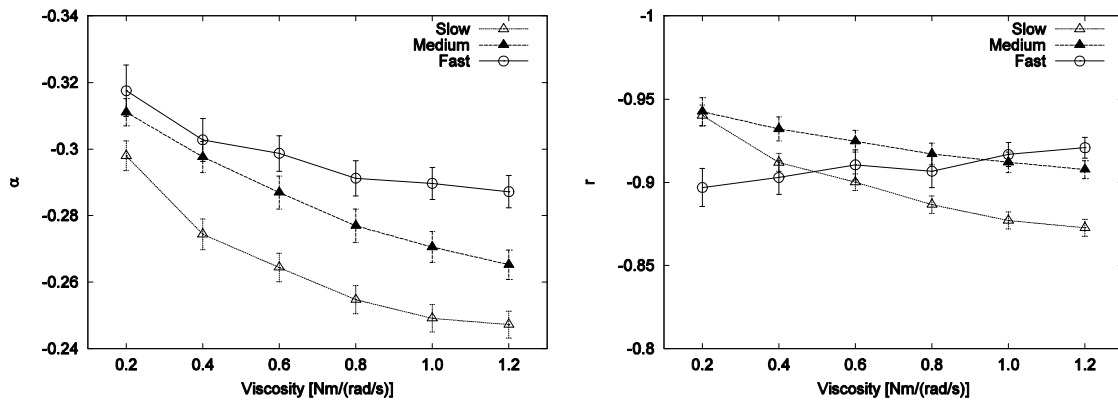 -0.34
-0.32
-0.3
-0.28
-0.26
-0.24
α
0.2 0.4 0.6 0.8 1.0 1.2
Viscosity [Nm/(rad/s)]
Slow
Medium
Fast
-1
-0.95
-0.9
-0.85
-0.8
r
0.2 0.4 0.6 0.8 1.0 1.2
Viscosity [Nm/(rad/s)]
Slow
Medium
Fast